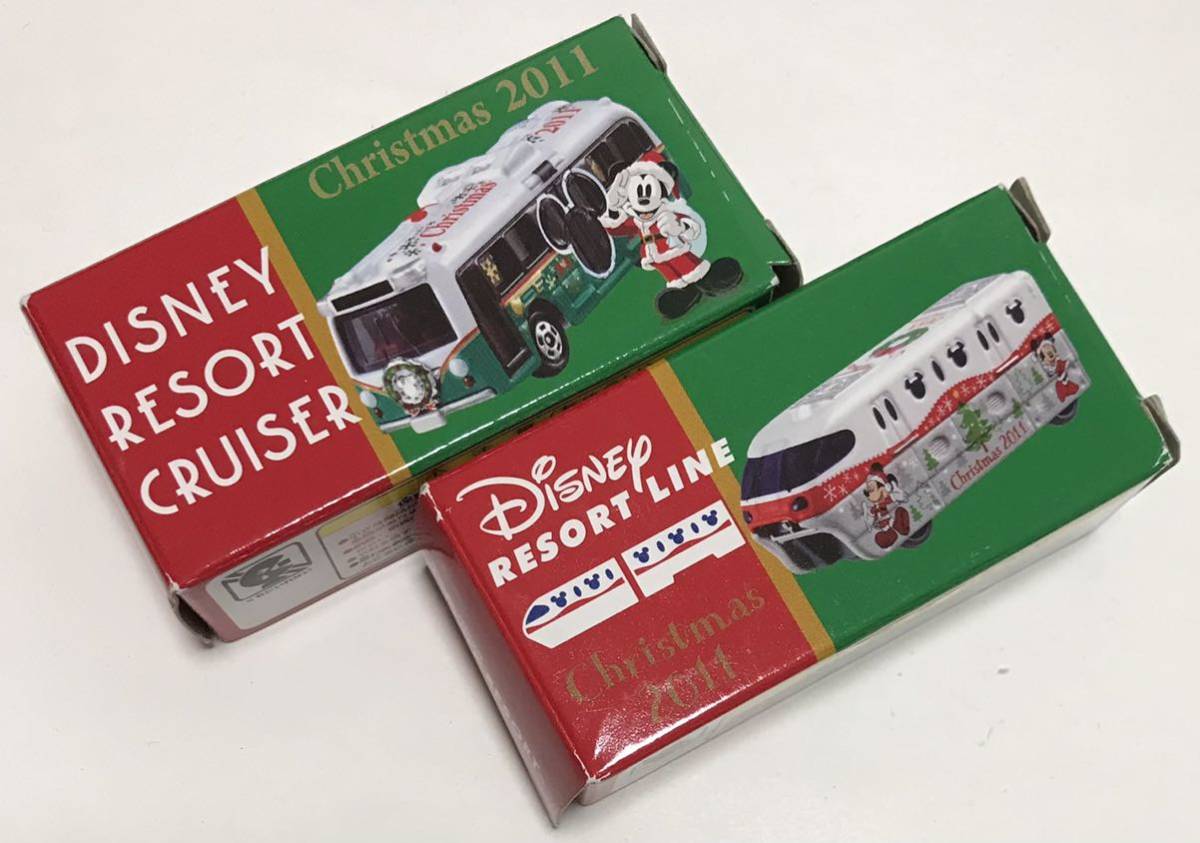 Christmas 2011
DISNEY
RESORT
CRUISER
Christmas
2011
DISNEY
RESORT LINE
Christmas
2011
Christmas 2011